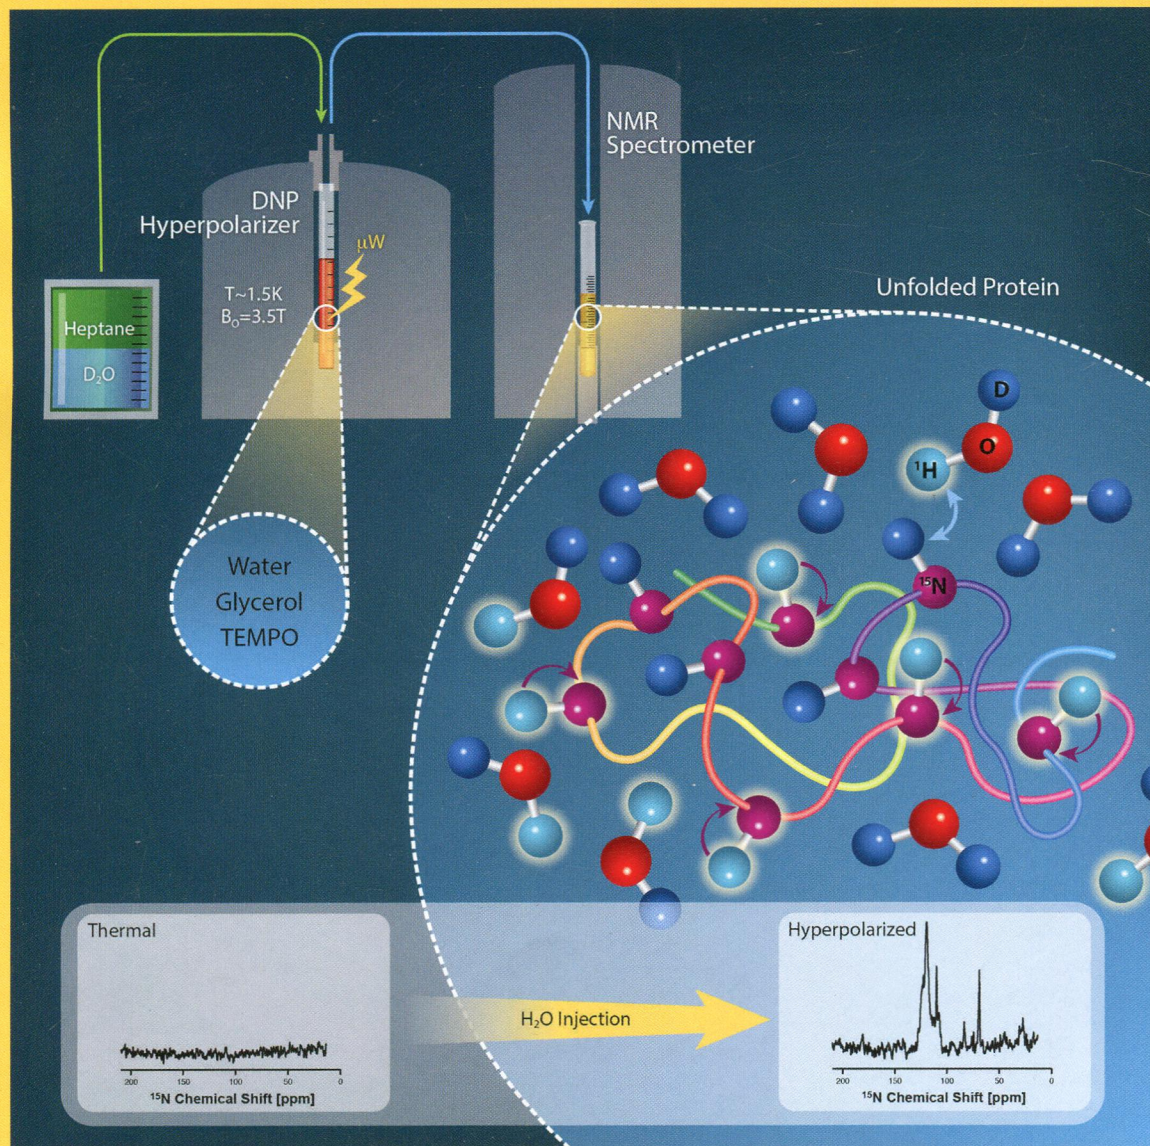 NMR
Spectrometer
DNP
Hyperpolarizer
μW
T~1.5K
B₀=3.5T
Heptane
D₂O
Unfolded Protein
D
O
¹H
¹⁵N
Water
Glycerol
TEMPO
Thermal
200
150
100
50
0
¹⁵N Chemical Shift [ppm]
H₂O Injection
Hyperpolarized
200
150
100
50
0
¹⁵N Chemical Shift [ppm]